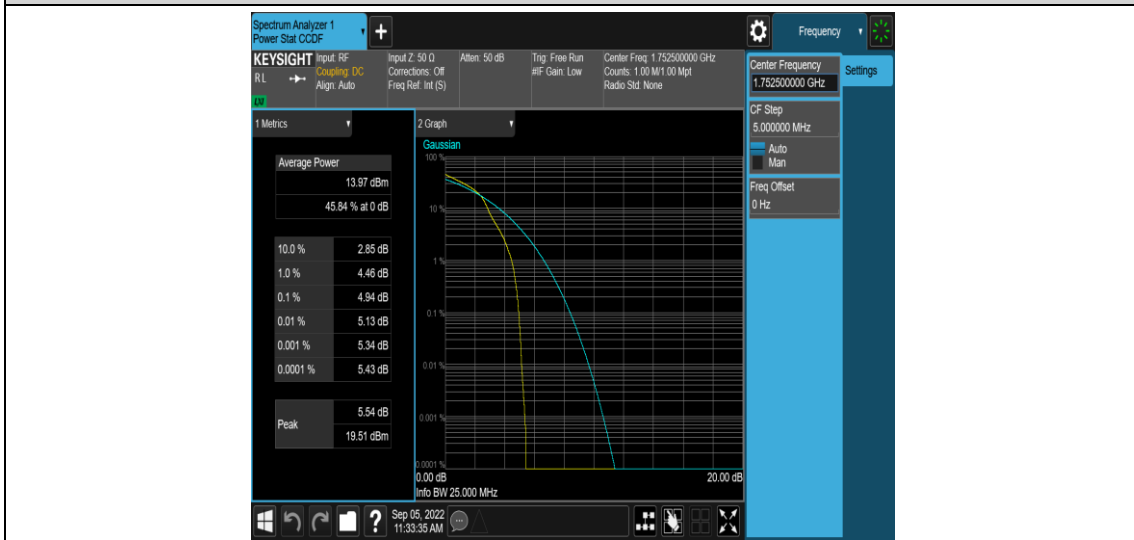 Spectrum Analyzer 1
Power Stat CCDF
+
Frequency
KEYSIGHT
RL
Input: RF
Coupling: DC
Align: Auto
Input Z: 50 Ω
Corrections: Off
Freq Ref: Int (S)
Atten: 50 dB
Trig: Free Run
#IF Gain: Low
Center Freq: 1.752500000 GHz
Counts: 1.00 M/1.00 Mpt
Radio Std: None
1 Metrics
Average Power
13.97 dBm
45.84 % at 0 dB
10.0 % 2.85 dB
1.0 % 4.46 dB
0.1 % 4.94 dB
0.01 % 5.13 dB
0.001 % 5.34 dB
0.0001 % 5.43 dB
Peak
5.54 dB
19.51 dBm
2 Graph
Gaussian
100 %
10 %
1 %
0.1 %
0.01 %
0.001 %
0.0001 %
0.00 dB 20.00 dB
Info BW 25.000 MHz
Center Frequency
1.752500000 GHz
Settings
CF Step
5.000000 MHz
Auto
Man
Freq Offset
0 Hz
?
Sep 05, 2022
11:33:35 AM